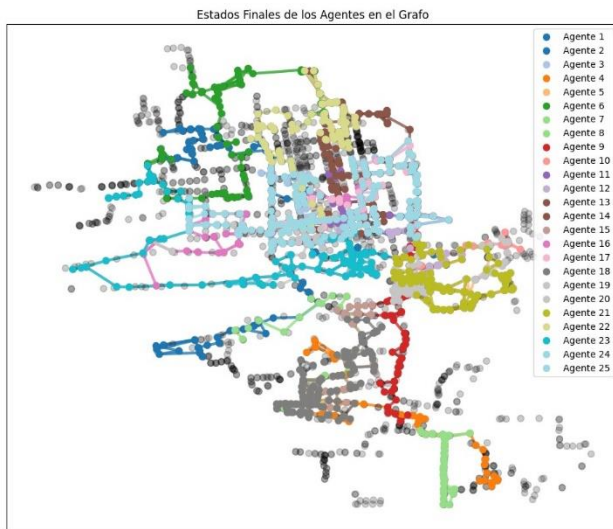 Estados Finales de los Agentes en el Grafo
Agente 1
Agente 2
Agente 3
Agente 4
Agente 5
Agente 6
Agente 7
Agente 8
Agente 9
Agente 10
Agente 11
Agente 12
Agente 13
Agente 14
Agente 15
Agente 16
Agente 17
Agente 18
Agente 19
Agente 20
Agente 21
Agente 22
Agente 23
Agente 24
Agente 25